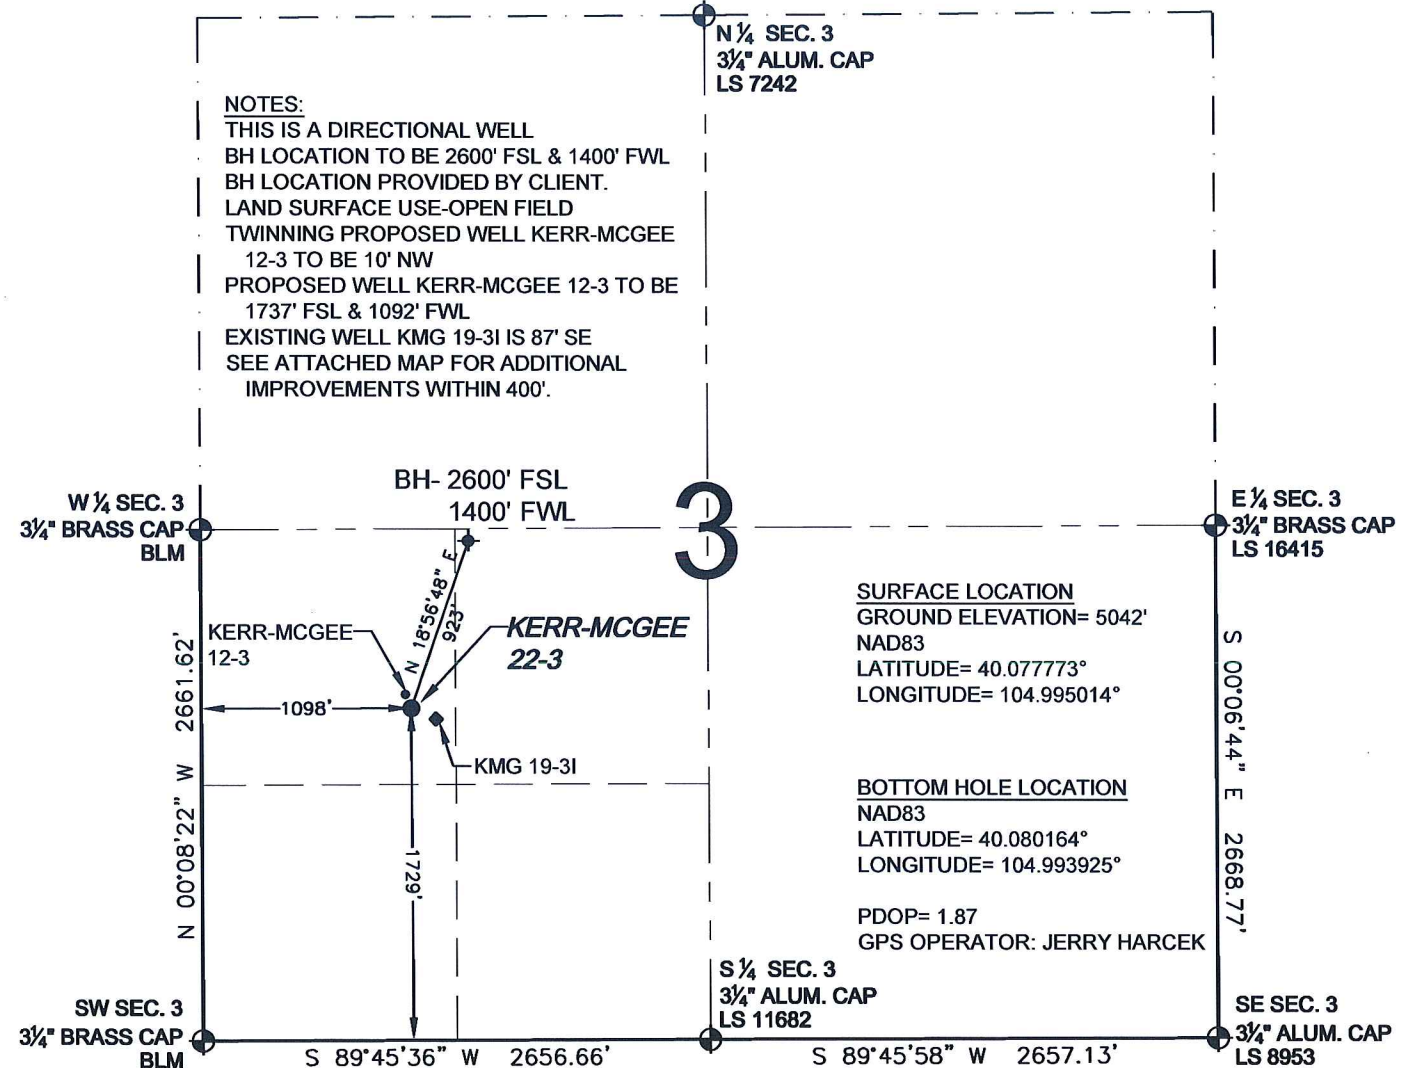 N ¼ SEC. 3
3¼" ALUM. CAP
LS 7242
NOTES:
THIS IS A DIRECTIONAL WELL
BH LOCATION TO BE 2600' FSL & 1400' FWL
BH LOCATION PROVIDED BY CLIENT.
LAND SURFACE USE-OPEN FIELD
TWINNING PROPOSED WELL KERR-MCGEE
12-3 TO BE 10' NW
PROPOSED WELL KERR-MCGEE 12-3 TO BE
1737' FSL & 1092' FWL
EXISTING WELL KMG 19-3I IS 87' SE
SEE ATTACHED MAP FOR ADDITIONAL
IMPROVEMENTS WITHIN 400'.
BH- 2600' FSL
1400' FWL
3
W ¼ SEC. 3
3¼" BRASS CAP
BLM
E ¼ SEC. 3
3¼" BRASS CAP
LS 16415
N 18°56'48" E
923'
KERR-MCGEE
12-3
KERR-MCGEE
22-3
1098'
KMG 19-3I
1729'
N 00°08'22" W 2661.62'
SURFACE LOCATION
GROUND ELEVATION= 5042'
NAD83
LATITUDE= 40.077773°
LONGITUDE= 104.995014°
BOTTOM HOLE LOCATION
NAD83
LATITUDE= 40.080164°
LONGITUDE= 104.993925°
PDOP= 1.87
GPS OPERATOR: JERRY HARCEK
S 00°06'44" E 2668.77'
SW SEC. 3
3¼" BRASS CAP
BLM
S 89°45'36" W 2656.66'
S ¼ SEC. 3
3¼" ALUM. CAP
LS 11682
S 89°45'58" W 2657.13'
SE SEC. 3
3¼" ALUM. CAP
LS 8953